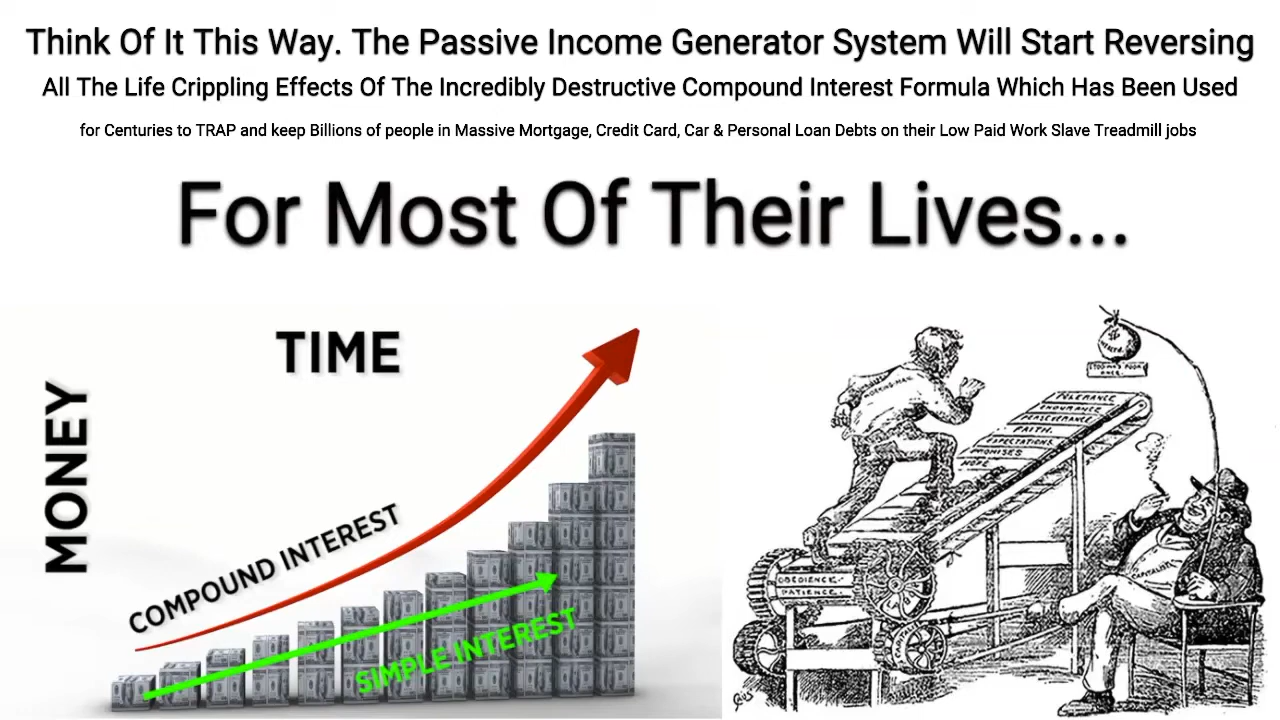 Think Of It This Way. The Passive Income Generator System Will Start Reversing
All The Life Crippling Effects Of The Incredibly Destructive Compound Interest Formula Which Has Been Used
for Centuries to TRAP and keep Billions of people in Massive Mortgage, Credit Card, Car & Personal Loan Debts on their Low Paid Work Slave Treadmill jobs
For Most Of Their Lives...
TIME
MONEY
COMPOUND INTEREST
SIMPLE INTEREST
WORKING-MAN
TOLERANCE
ENDURANCE
PERSEVERANCE
FAITH
EXPECTATIONS
PROMISES
HOPE
OBEDIENCE
PATIENCE
CAPITALIST